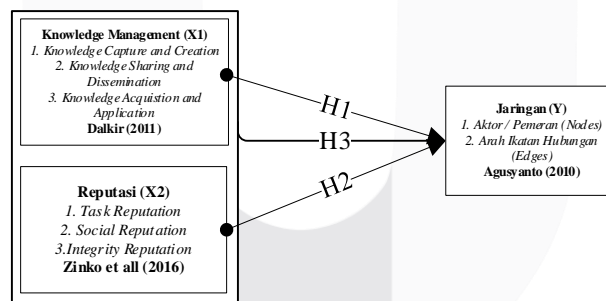 Knowledge Management (X1)
1. Knowledge Capture and Creation
2. Knowledge Sharing and
Dissemination
3. Knowledge Acquistion and
Application
Dalkir (2011)
Reputasi (X2)
1. Task Reputation
2. Social Reputation
3.Integrity Reputation
Zinko et all (2016)
H1
H3
H2
Jaringan (Y)
1. Aktor / Pemeran (Nodes)
2. Arah Ikatan Hubungan
(Edges)
Agusyanto (2010)